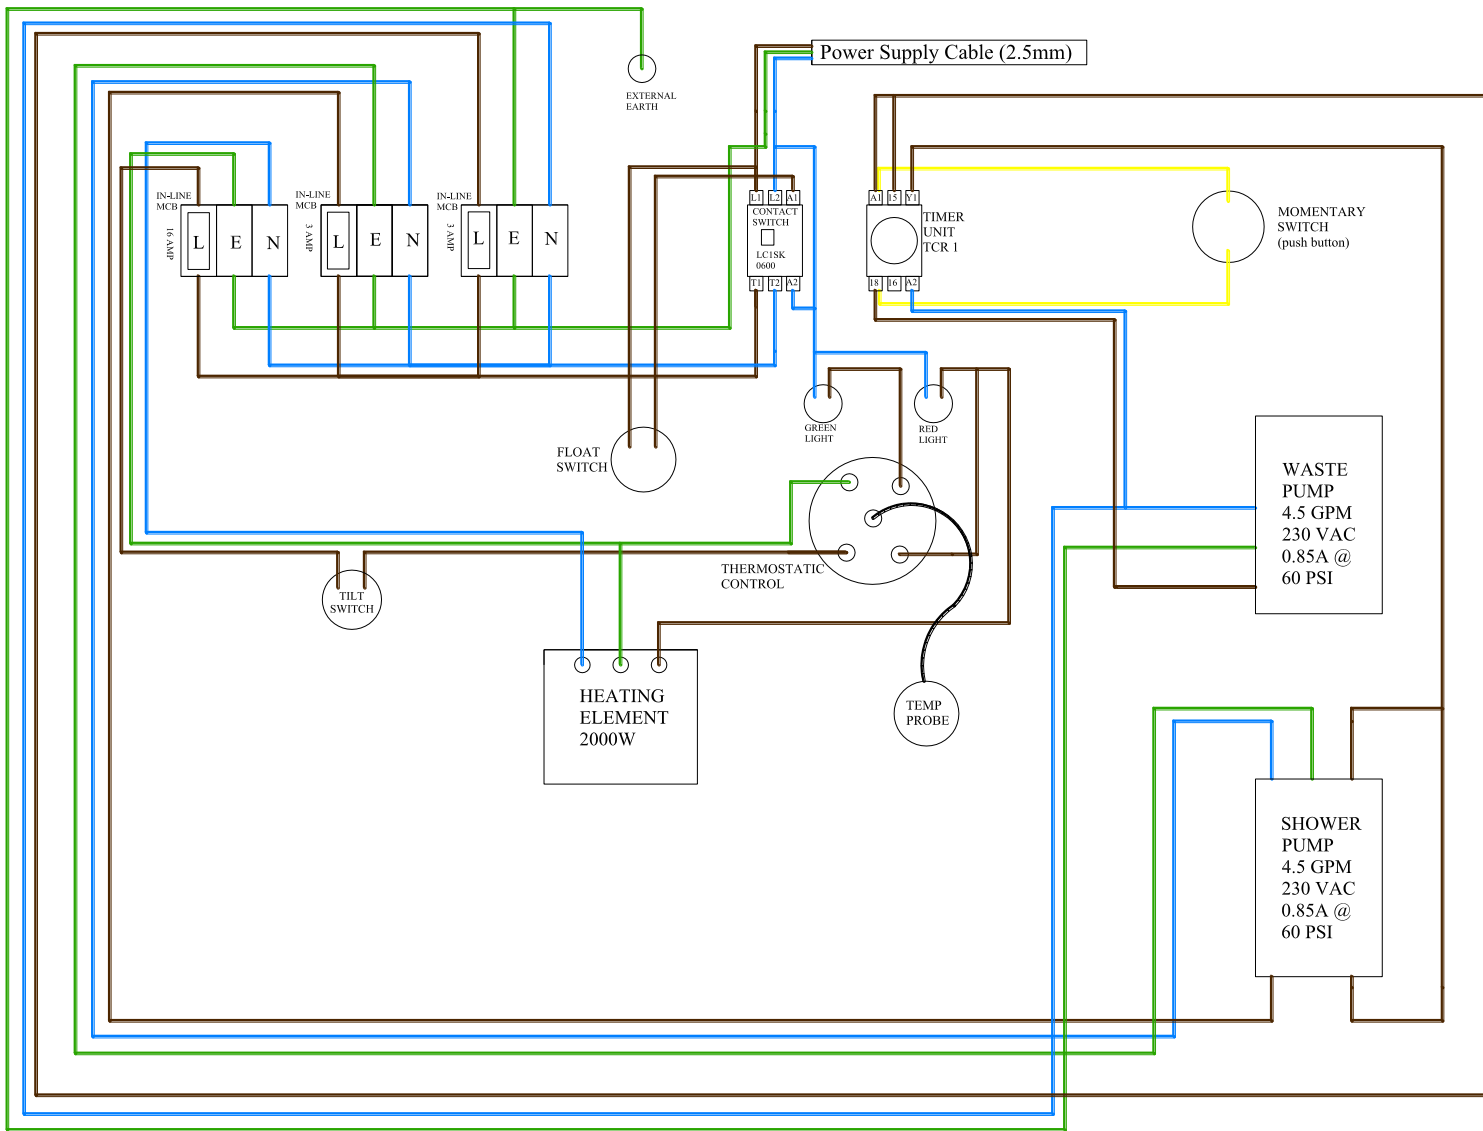 Power Supply Cable (2.5mm)
EXTERNAL
EARTH
IN-LINE
MCB
16 AMP
L
E
N
IN-LINE
MCB
3 AMP
L
E
N
IN-LINE
MCB
3 AMP
L
E
N
L1
L2
A1
CONTACT
SWITCH
LC1SK
0600
T1
T2
A2
A1
15
Y1
TIMER
UNIT
TCR 1
18
16
A2
MOMENTARY
SWITCH
(push button)
GREEN
LIGHT
RED
LIGHT
FLOAT
SWITCH
THERMOSTATIC
CONTROL
TILT
SWITCH
HEATING
ELEMENT
2000W
TEMP
PROBE
WASTE
PUMP
4.5 GPM
230 VAC
0.85A @
60 PSI
SHOWER
PUMP
4.5 GPM
230 VAC
0.85A @
60 PSI